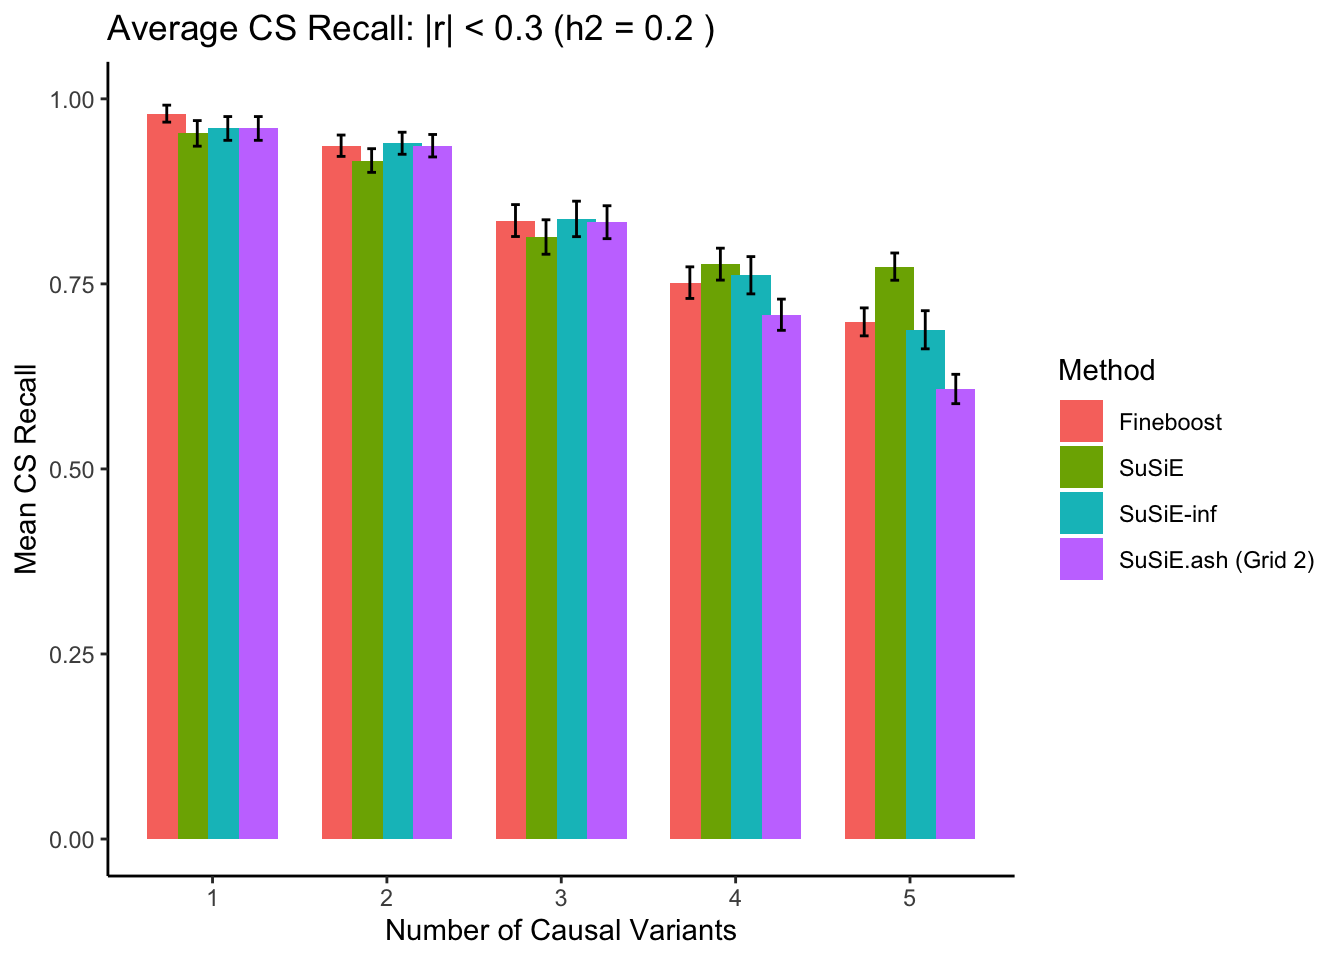 Average CS Recall: |r| < 0.3 (h2 = 0.2 )
Mean CS Recall
1.00
0.75
0.50
0.25
0.00
1 2 3 4 5
Number of Causal Variants
Method
Fineboost
SuSiE
SuSiE-inf
SuSiE.ash (Grid 2)